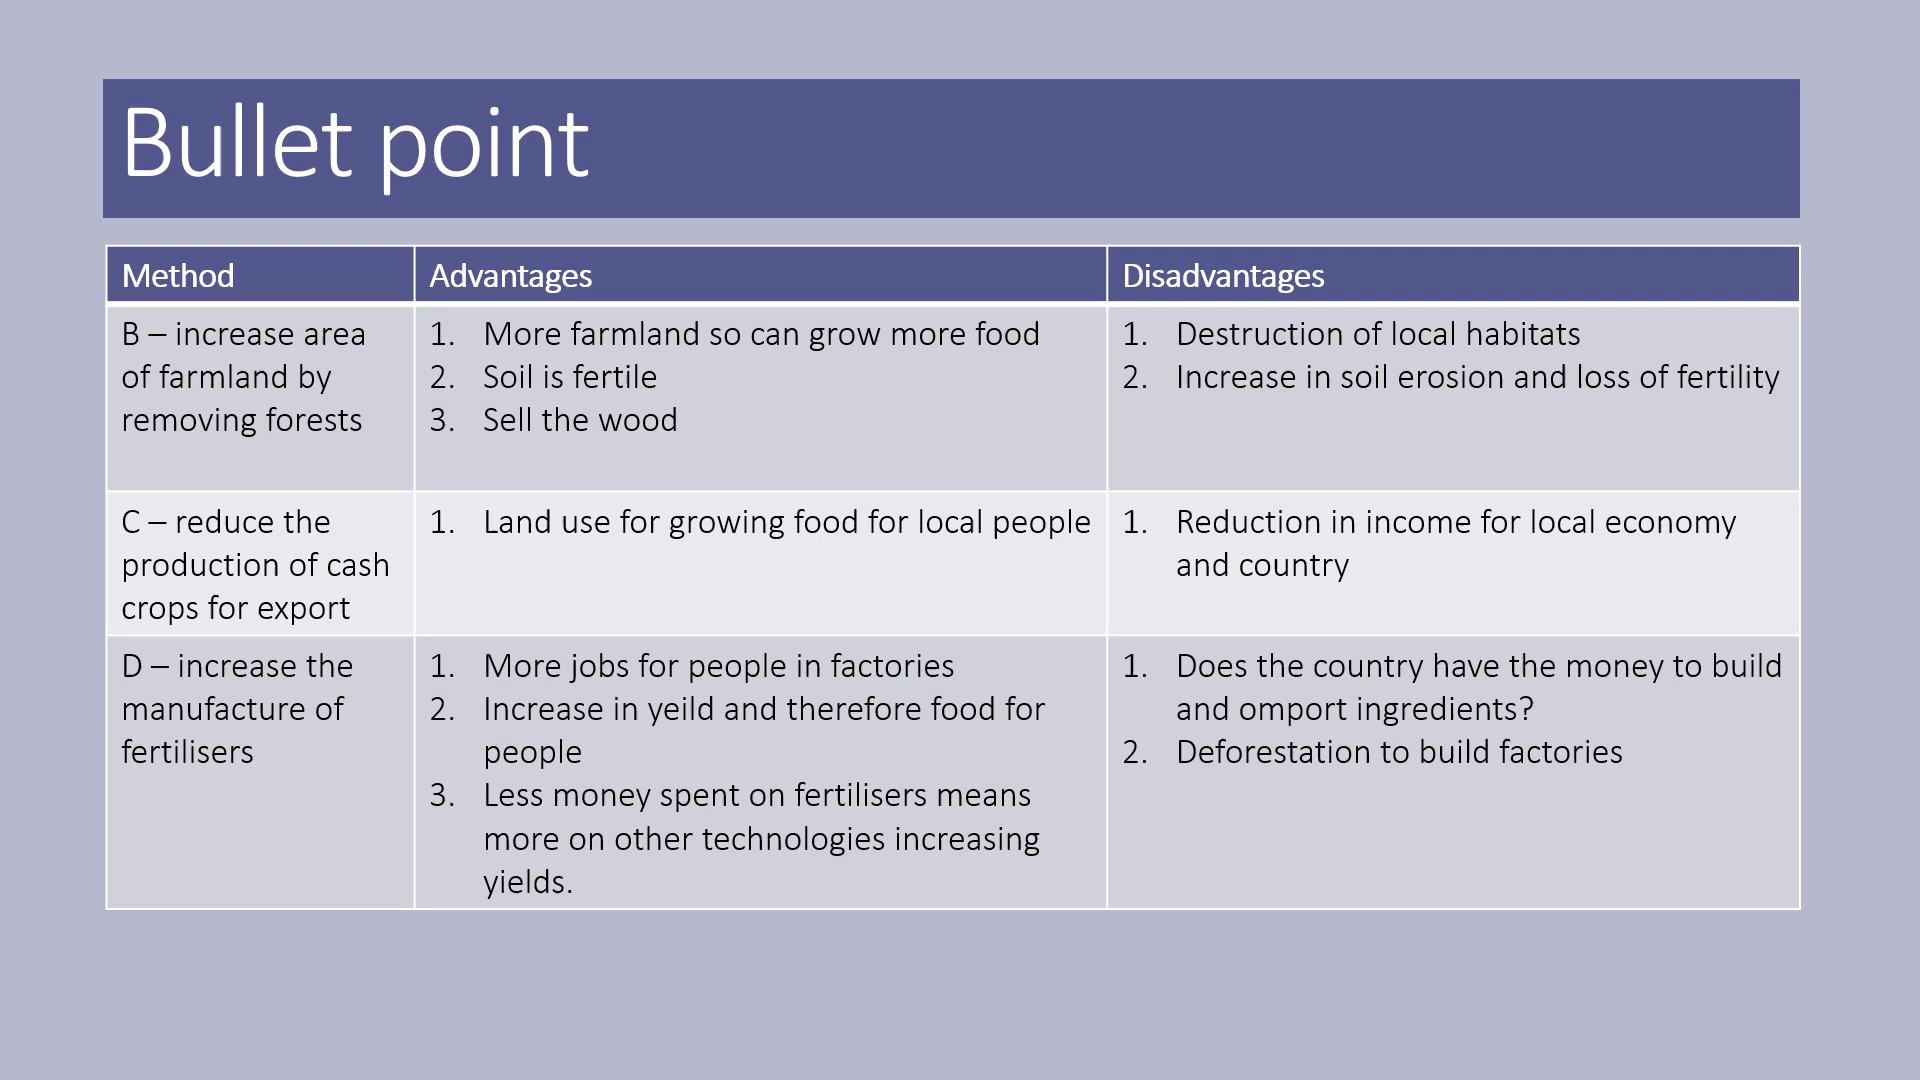 Bullet point
Method
Advantages
Disadvantages
B – increase area
of farmland by
removing forests
1. More farmland so can grow more food
2. Soil is fertile
3. Sell the wood
1. Destruction of local habitats
2. Increase in soil erosion and loss of fertility
C – reduce the
production of cash
crops for export
1. Land use for growing food for local people
1. Reduction in income for local economy
and country
D – increase the
manufacture of
fertilisers
1. More jobs for people in factories
2. Increase in yeild and therefore food for
people
3. Less money spent on fertilisers means
more on other technologies increasing
yields.
1. Does the country have the money to build
and omport ingredients?
2. Deforestation to build factories